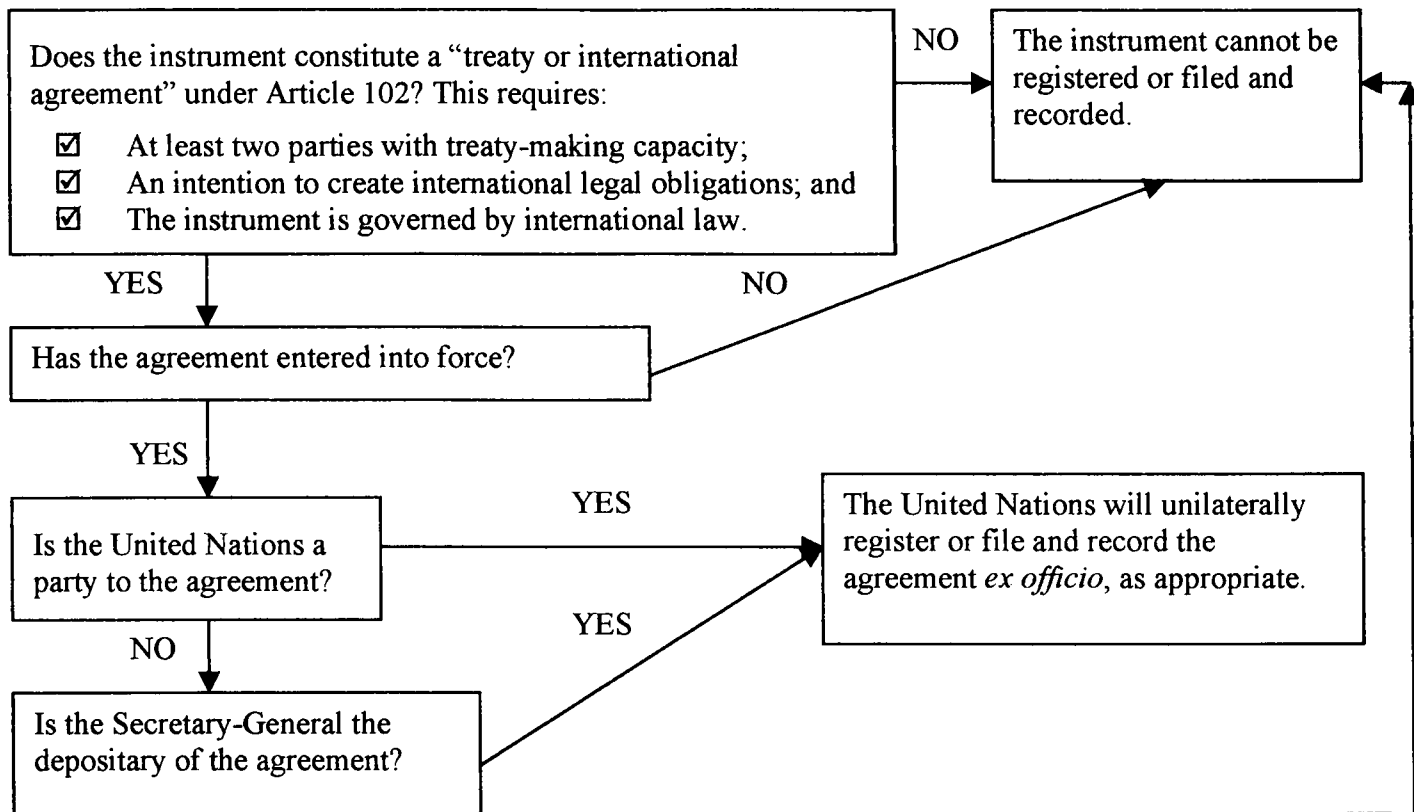 Does the instrument constitute a “treaty or international
agreement” under Article 102? This requires:
☑ At least two parties with treaty-making capacity;
☑ An intention to create international legal obligations; and
☑ The instrument is governed by international law.
NO
The instrument cannot be
registered or filed and
recorded.
YES
NO
Has the agreement entered into force?
YES
Is the United Nations a
party to the agreement?
YES
The United Nations will unilaterally
register or file and record the
agreement ex officio, as appropriate.
NO
YES
Is the Secretary-General the
depositary of the agreement?